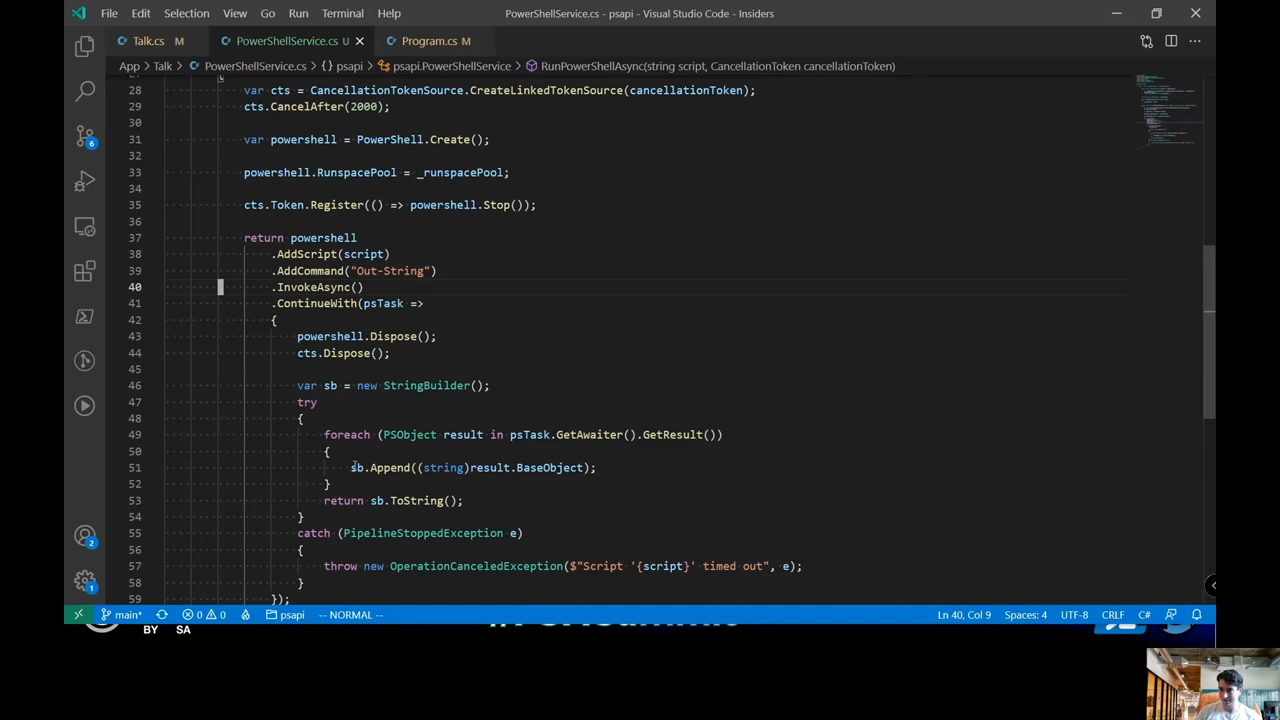 File Edit Selection View Go Run Terminal Help PowerShellService.cs - psapi - Visual Studio Code - Insiders
Talk.cs M PowerShellService.cs U Program.cs M
App Talk PowerShellService.cs {} psapi psapi.PowerShellService RunPowerShellAsync(string script, CancellationToken cancellationToken)
28 var cts = CancellationTokenSource.CreateLinkedTokenSource(cancellationToken);
29 cts.CancelAfter(2000);
30
31 var powershell = PowerShell.Create();
32
33 powershell.RunspacePool = _runspacePool;
34
35 cts.Token.Register(() => powershell.Stop());
36
37 return powershell
38 .AddScript(script)
39 .AddCommand("Out-String")
40 .InvokeAsync()
41 .ContinueWith(psTask =>
42 {
43 powershell.Dispose();
44 cts.Dispose();
45
46 var sb = new StringBuilder();
47 try
48 {
49 foreach (PSObject result in psTask.GetAwaiter().GetResult())
50 {
51 sb.Append((string)result.BaseObject);
52 }
53 return sb.ToString();
54 }
55 catch (PipelineStoppedException e)
56 {
57 throw new OperationCanceledException($"Script '{script}' timed out", e);
58 }
59 });
6
2
1
main* 0 0 psapi -- NORMAL -- Ln 40, Col 9 Spaces: 4 UTF-8 CRLF C#
BY SA